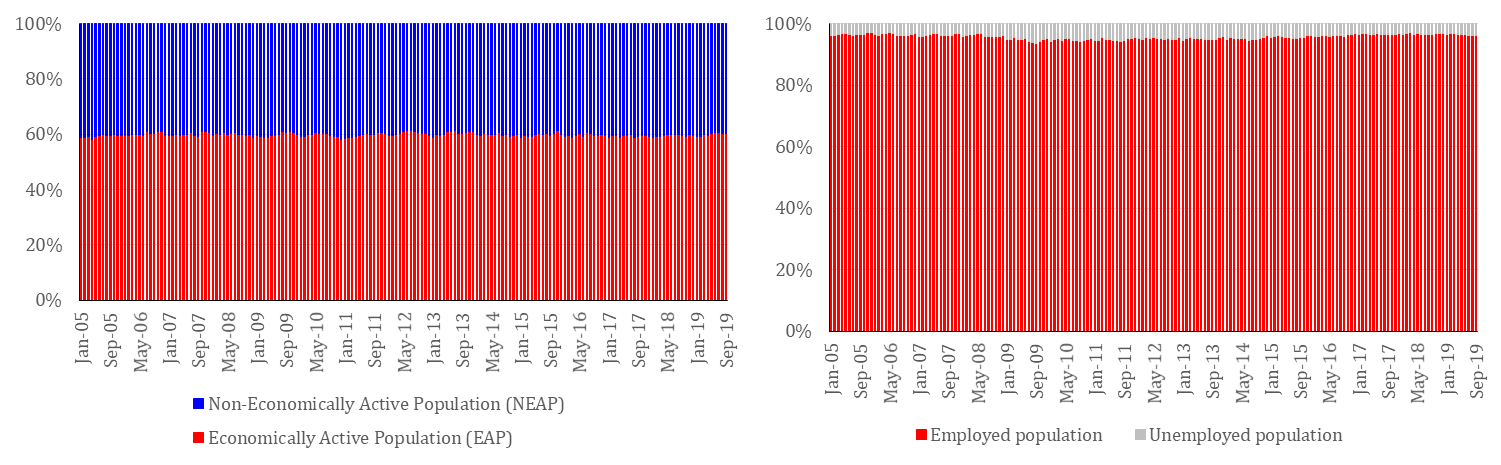 100%
80%
60%
40%
20%
0%
Jan-05
Sep-05
May-06
Jan-07
Sep-07
May-08
Jan-09
Sep-09
May-10
Jan-11
Sep-11
May-12
Jan-13
Sep-13
May-14
Jan-15
Sep-15
May-16
Jan-17
Sep-17
May-18
Jan-19
Sep-19
Non-Economically Active Population (NEAP)
Economically Active Population (EAP)
100%
80%
60%
40%
20%
0%
Jan-05
Sep-05
May-06
Jan-07
Sep-07
May-08
Jan-09
Sep-09
May-10
Jan-11
Sep-11
May-12
Jan-13
Sep-13
May-14
Jan-15
Sep-15
May-16
Jan-17
Sep-17
May-18
Jan-19
Sep-19
Employed population
Unemployed population